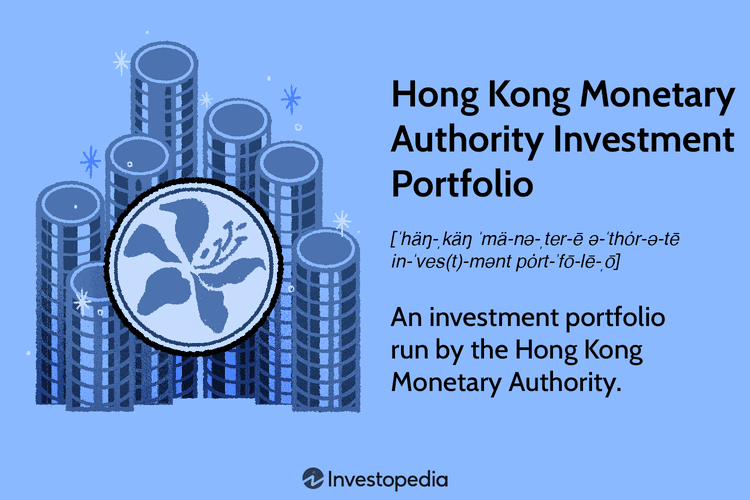 Hong Kong Monetary
Authority Investment
Portfolio
[ˈhäŋ-ˌkäŋ ˈmä-nə-ˌter-ē ə-ˈthȯr-ə-tē
in-ˈves(t)-mənt pȯrt-ˈfō-lē-ˌō]
An investment portfolio
run by the Hong Kong
Monetary Authority.
Investopedia